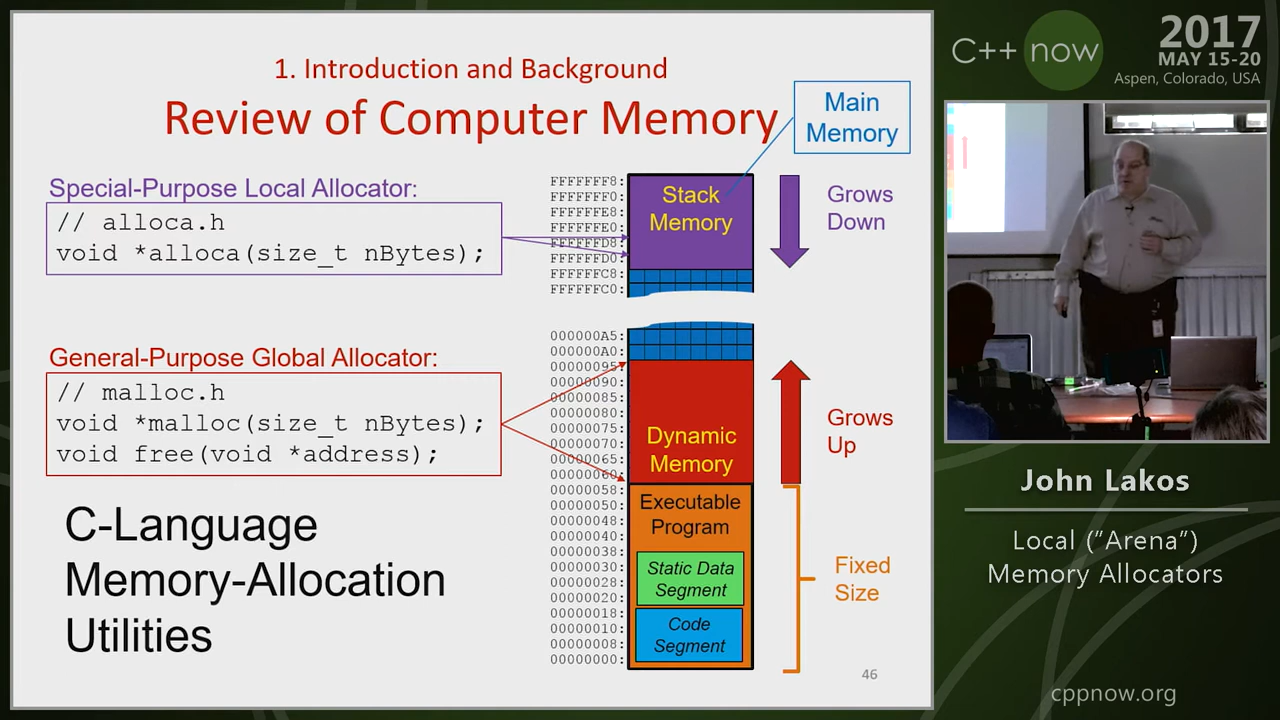 1. Introduction and Background
Review of Computer Memory
Main
Memory
Special-Purpose Local Allocator:
// alloca.h
void *alloca(size_t nBytes);
FFFFFFF8:
FFFFFFF0:
FFFFFFE8:
FFFFFFE0:
FFFFFFD8:
FFFFFFD0:
FFFFFFC8:
FFFFFFC0:
Stack
Memory
Grows
Down
General-Purpose Global Allocator:
// malloc.h
void *malloc(size_t nBytes);
void free(void *address);
000000A5:
000000A0:
00000095:
00000090:
00000085:
00000080:
00000075:
00000070:
00000065:
00000060:
00000058:
00000050:
00000048:
00000040:
00000038:
00000030:
00000028:
00000020:
00000018:
00000010:
00000008:
00000000:
Dynamic
Memory
Grows
Up
Executable
Program
Static Data
Segment
Code
Segment
Fixed
Size
C-Language
Memory-Allocation
Utilities
46
C++ now
2017
MAY 15-20
Aspen, Colorado, USA
John Lakos
Local ("Arena")
Memory Allocators
cppnow.org